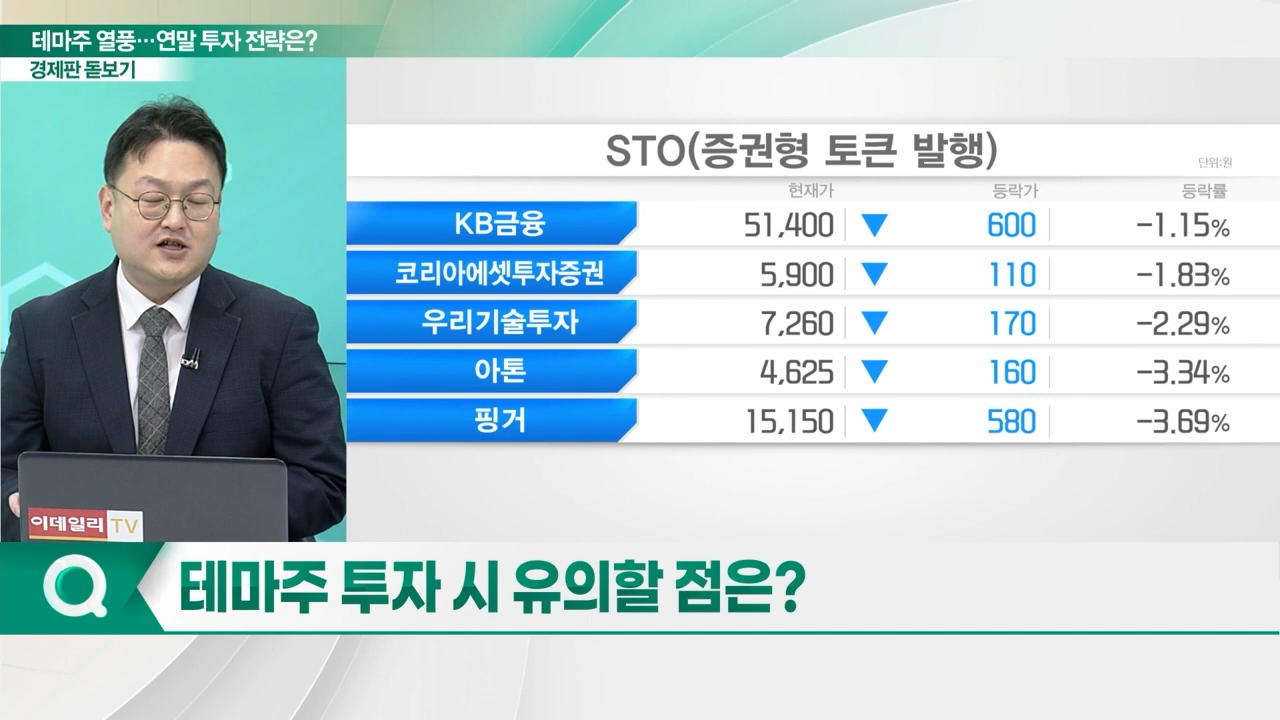 테마주 열풍…연말 투자 전략은?
경제판 돋보기
STO(증권형 토큰 발행)
단위:원
현재가 등락가 등락률
KB금융 51,400 ▼ 600 -1.15%
코리아에셋투자증권 5,900 ▼ 110 -1.83%
우리기술투자 7,260 ▼ 170 -2.29%
아톤 4,625 ▼ 160 -3.34%
핑거 15,150 ▼ 580 -3.69%
이데일리TV
테마주 투자 시 유의할 점은?